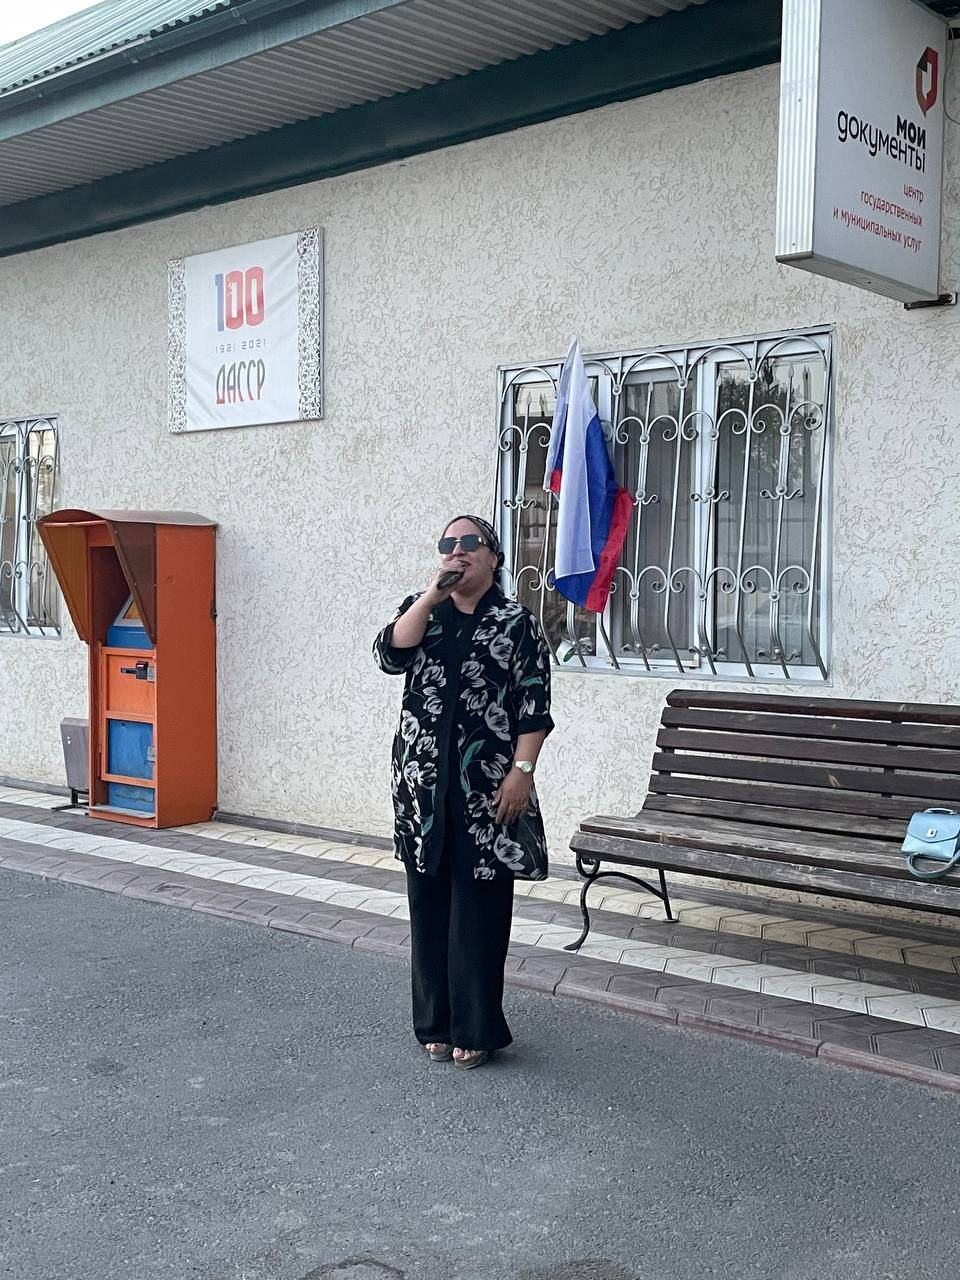 100
1921-2021
ДАССР
мои
документы
центр
государственных
и муниципальных услуг